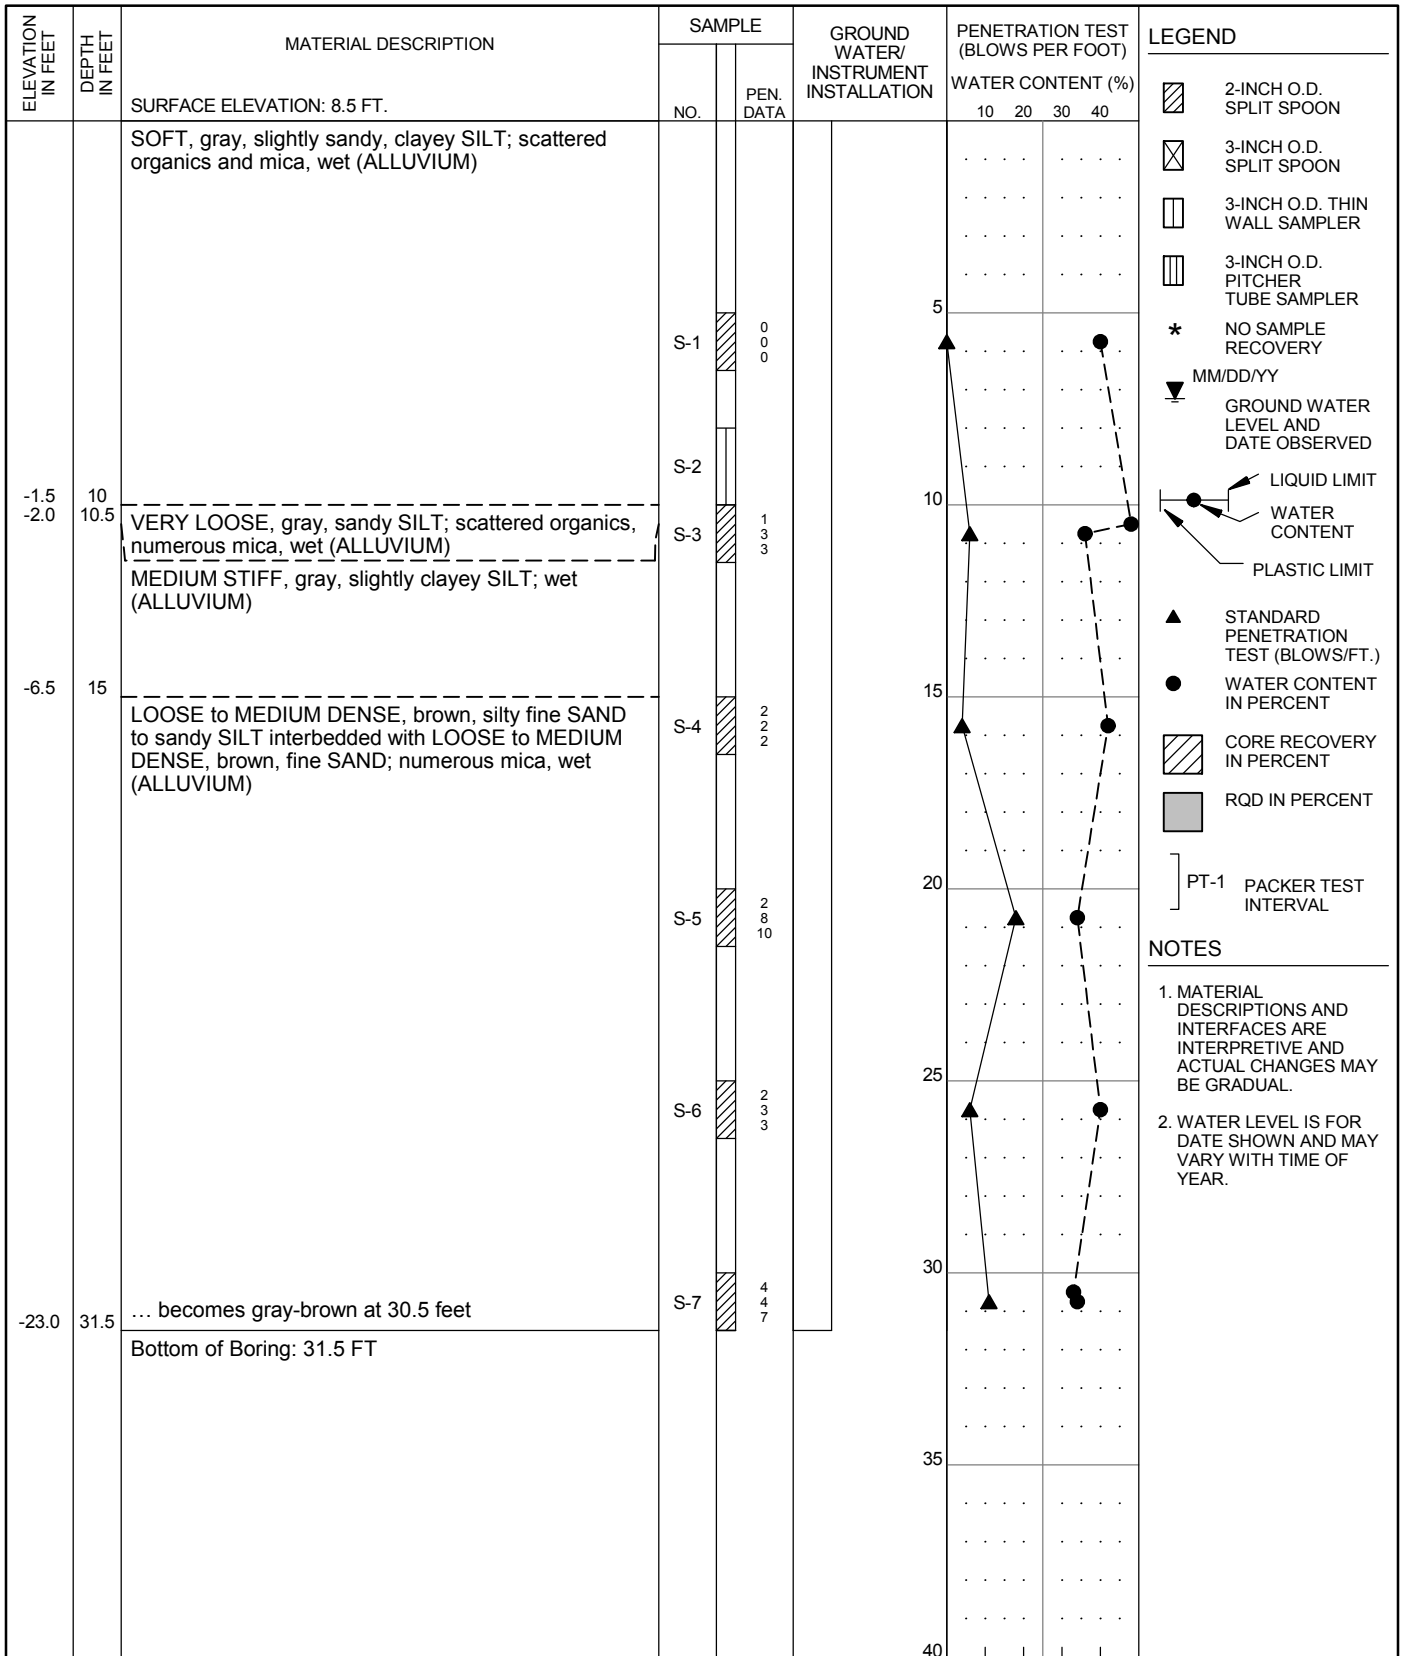 ELEVATION
IN FEET
DEPTH
IN FEET
MATERIAL DESCRIPTION
SURFACE ELEVATION: 8.5 FT.
SAMPLE
NO.
PEN.
DATA
GROUND
WATER/
INSTRUMENT
INSTALLATION
PENETRATION TEST
(BLOWS PER FOOT)
WATER CONTENT (%)
10 20 30 40
SOFT, gray, slightly sandy, clayey SILT; scattered
organics and mica, wet (ALLUVIUM)
5
S-1
0
0
0
S-2
-1.5 10
-2.0 10.5
10
VERY LOOSE, gray, sandy SILT; scattered organics,
numerous mica, wet (ALLUVIUM)
S-3
1
3
3
MEDIUM STIFF, gray, slightly clayey SILT; wet
(ALLUVIUM)
-6.5 15
15
LOOSE to MEDIUM DENSE, brown, silty fine SAND
to sandy SILT interbedded with LOOSE to MEDIUM
DENSE, brown, fine SAND; numerous mica, wet
(ALLUVIUM)
S-4
2
2
2
20
S-5
2
8
10
25
S-6
2
3
3
30
… becomes gray-brown at 30.5 feet
S-7
4
4
7
-23.0 31.5
Bottom of Boring: 31.5 FT
35
40
LEGEND
2-INCH O.D.
SPLIT SPOON
3-INCH O.D.
SPLIT SPOON
3-INCH O.D. THIN
WALL SAMPLER
3-INCH O.D.
PITCHER
TUBE SAMPLER
* NO SAMPLE
RECOVERY
MM/DD/YY
GROUND WATER
LEVEL AND
DATE OBSERVED
LIQUID LIMIT
WATER
CONTENT
PLASTIC LIMIT
STANDARD
PENETRATION
TEST (BLOWS/FT.)
WATER CONTENT
IN PERCENT
CORE RECOVERY
IN PERCENT
RQD IN PERCENT
PT-1 PACKER TEST
INTERVAL
NOTES
1. MATERIAL
DESCRIPTIONS AND
INTERFACES ARE
INTERPRETIVE AND
ACTUAL CHANGES MAY
BE GRADUAL.
2. WATER LEVEL IS FOR
DATE SHOWN AND MAY
VARY WITH TIME OF
YEAR.